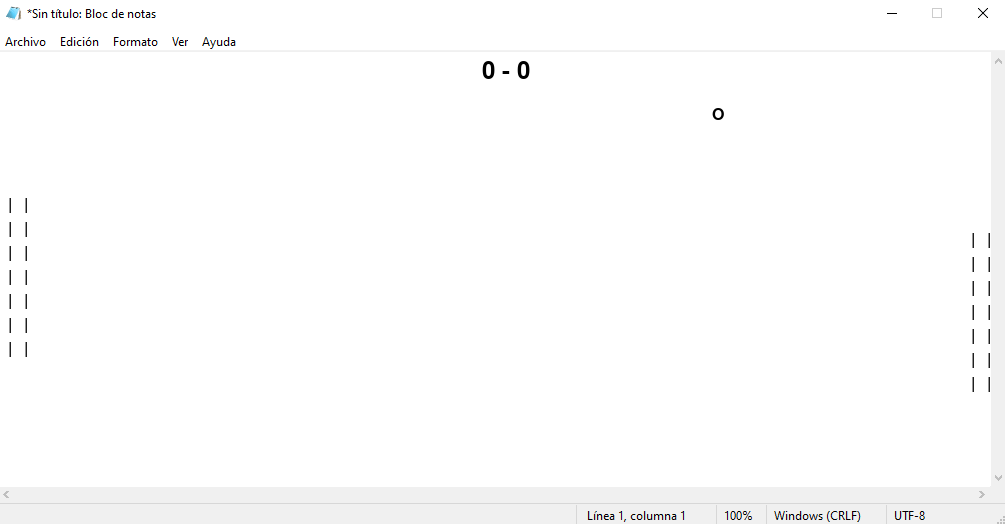 *Sin título: Bloc de notas
Archivo Edición Formato Ver Ayuda
0 - 0
O
| |
| |
| | |
| | | |
| | | |
| | | |
| | | |
| |
| |
Línea 1, columna 1 100% Windows (CRLF) UTF-8